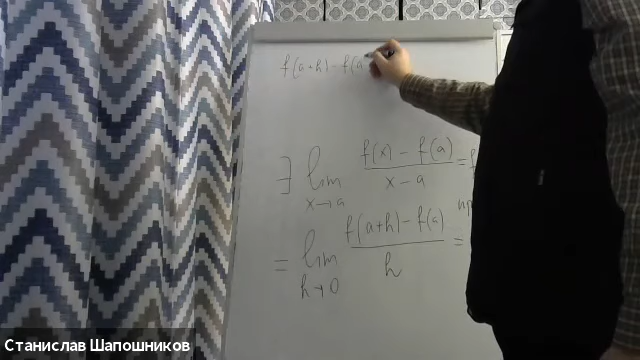 f(a+h) - f(a
∃ lim x→a f(x) - f(a) / x - a =
= lim h→0 f(a+h) - f(a) / h =
Станислав Шапошников